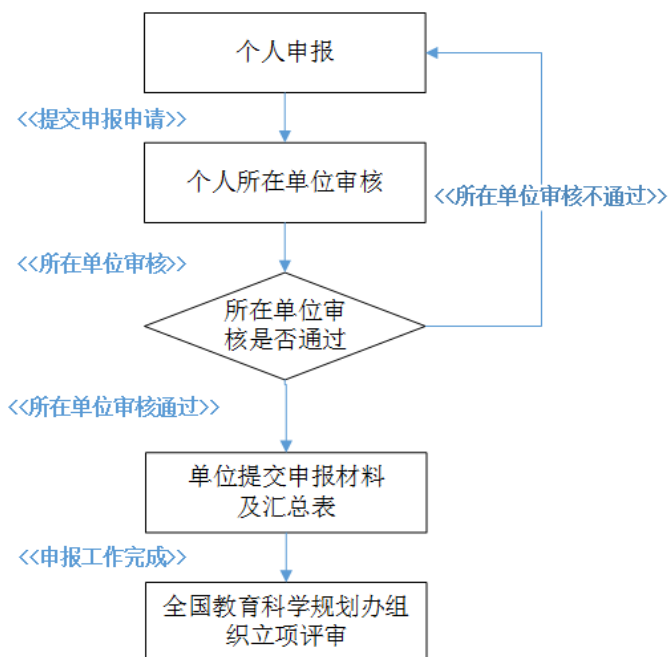 个人申报
<<提交申报申请>>
个人所在单位审核
<<所在单位审核不通过>>
<<所在单位审核>>
所在单位审
核是否通过
<<所在单位审核通过>>
单位提交申报材料
及汇总表
<<申报工作完成>>
全国教育科学规划办组
织立项评审